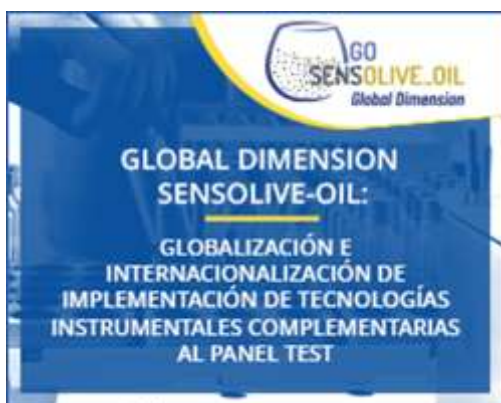 GO
SENSOLIVE_OIL
Global Dimension
GLOBAL DIMENSION
SENSOLIVE-OIL:
GLOBALIZACIÓN E
INTERNACIONALIZACIÓN DE
IMPLEMENTACIÓN DE TECNOLOGÍAS
INSTRUMENTALES COMPLEMENTARIAS
AL PANEL TEST